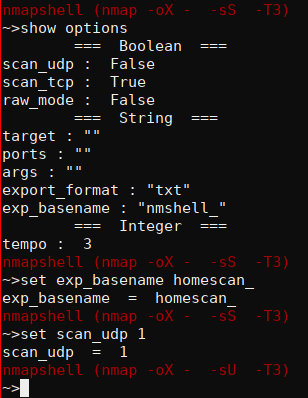 nmapshell (nmap -oX -  -sS  -T3)
~>show options
        ===  Boolean  ===
scan_udp :  False
scan_tcp :  True
raw_mode :  False
        ===  String  ===
target : ""
ports : ""
args : ""
export_format : "txt"
exp_basename : "nmshell_"
        ===  Integer  ===
tempo :  3
nmapshell (nmap -oX -  -sS  -T3)
~>set exp_basename homescan_
exp_basename  =  homescan_
nmapshell (nmap -oX -  -sS  -T3)
~>set scan_udp 1
scan_udp  =  1
nmapshell (nmap -oX -  -sU  -T3)
~>